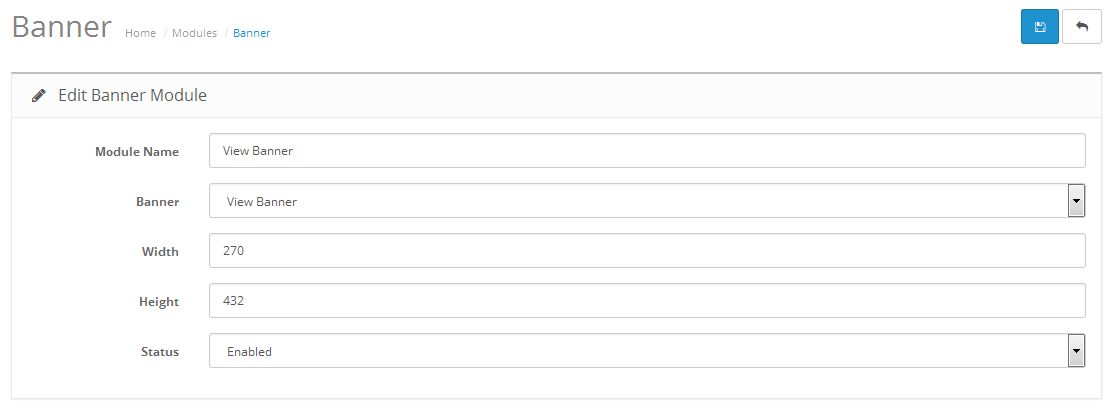 Banner Home / Modules / Banner
Edit Banner Module
Module Name View Banner
Banner View Banner
Width 270
Height 432
Status Enabled